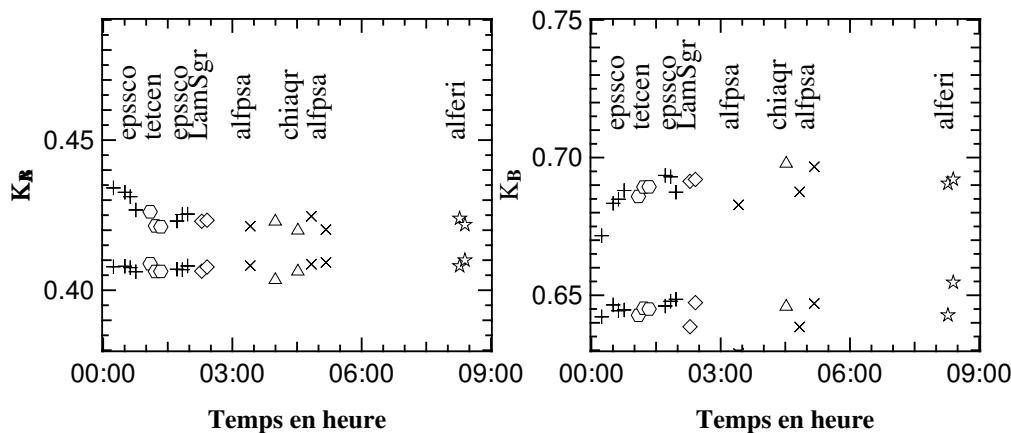 0.45
0.40
K
epssco
tetcen
epssco
LamSgr
alfpsa
chiaqr
alfpsa
alferi
00:00
03:00
06:00
09:00
Temps en heure
0.75
0.70
0.65
K_B
epssco
tetcen
epssco
LamSgr
alfpsa
chiaqr
alfpsa
alferi
00:00
03:00
06:00
09:00
Temps en heure